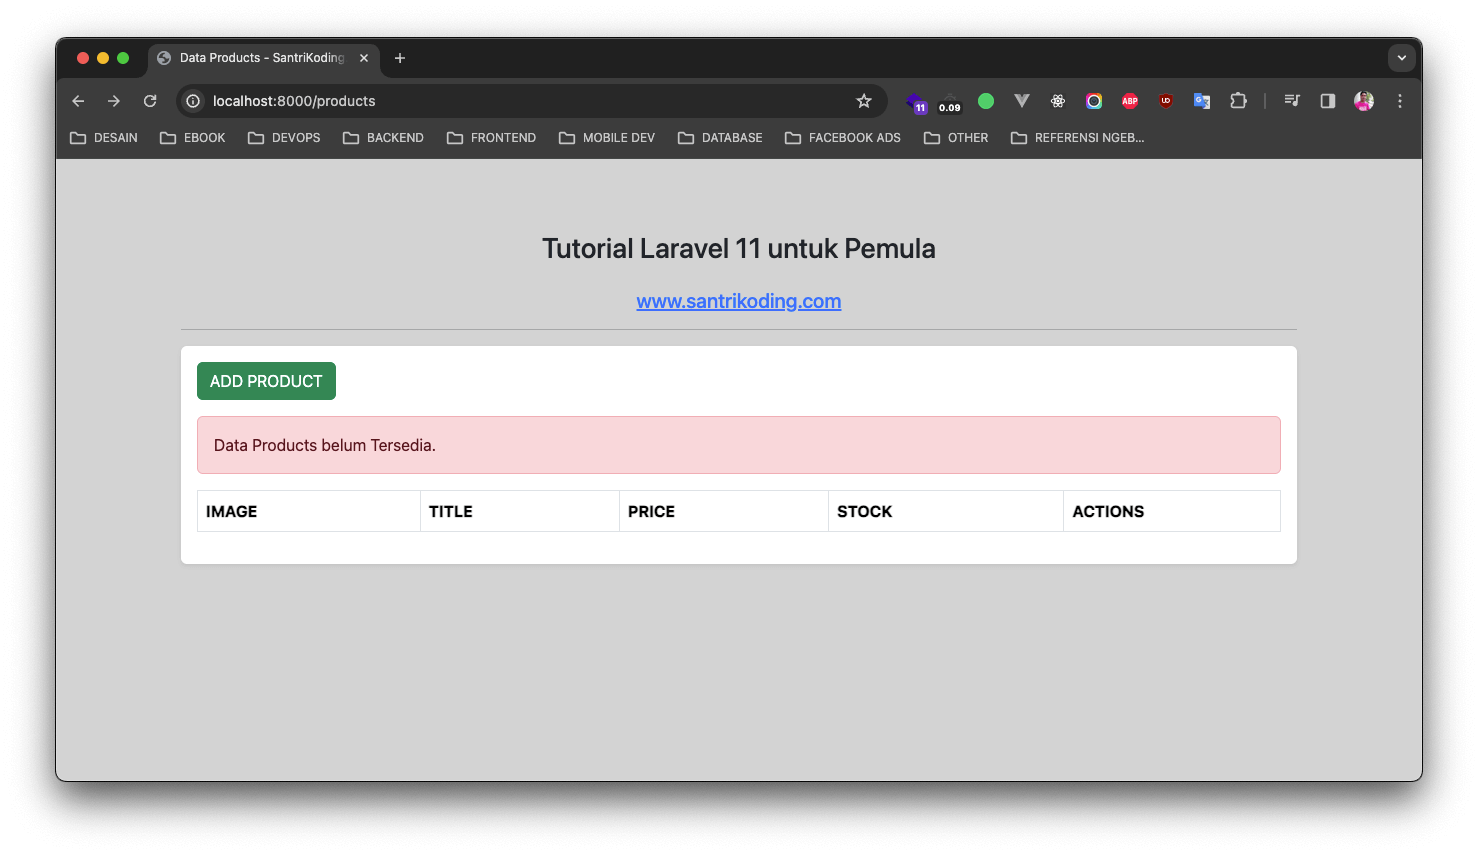 Data Products - SantriKoding
localhost:8000/products
11
0.09
ABP
DESAIN EBOOK DEVOPS BACKEND FRONTEND MOBILE DEV DATABASE FACEBOOK ADS OTHER REFERENSI NGEB...
Tutorial Laravel 11 untuk Pemula
www.santrikoding.com
ADD PRODUCT
Data Products belum Tersedia.
IMAGE TITLE PRICE STOCK ACTIONS